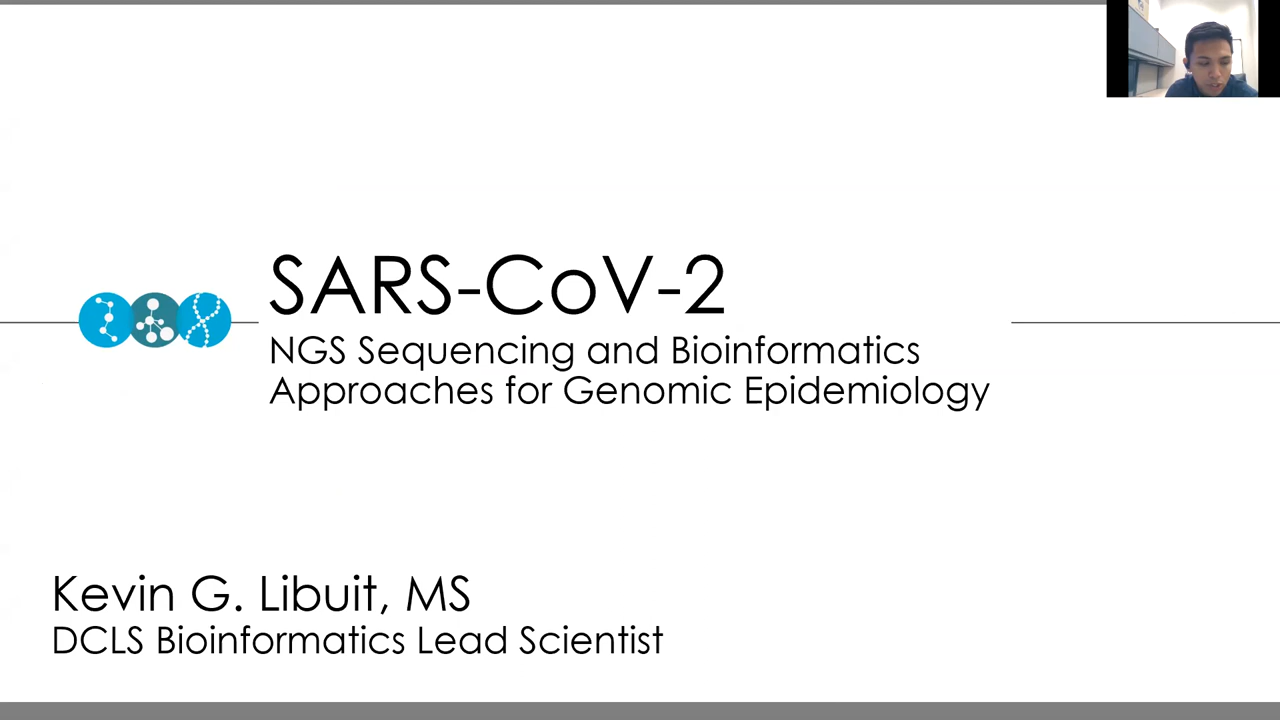 SARS-CoV-2
NGS Sequencing and Bioinformatics
Approaches for Genomic Epidemiology
Kevin G. Libuit, MS
DCLS Bioinformatics Lead Scientist